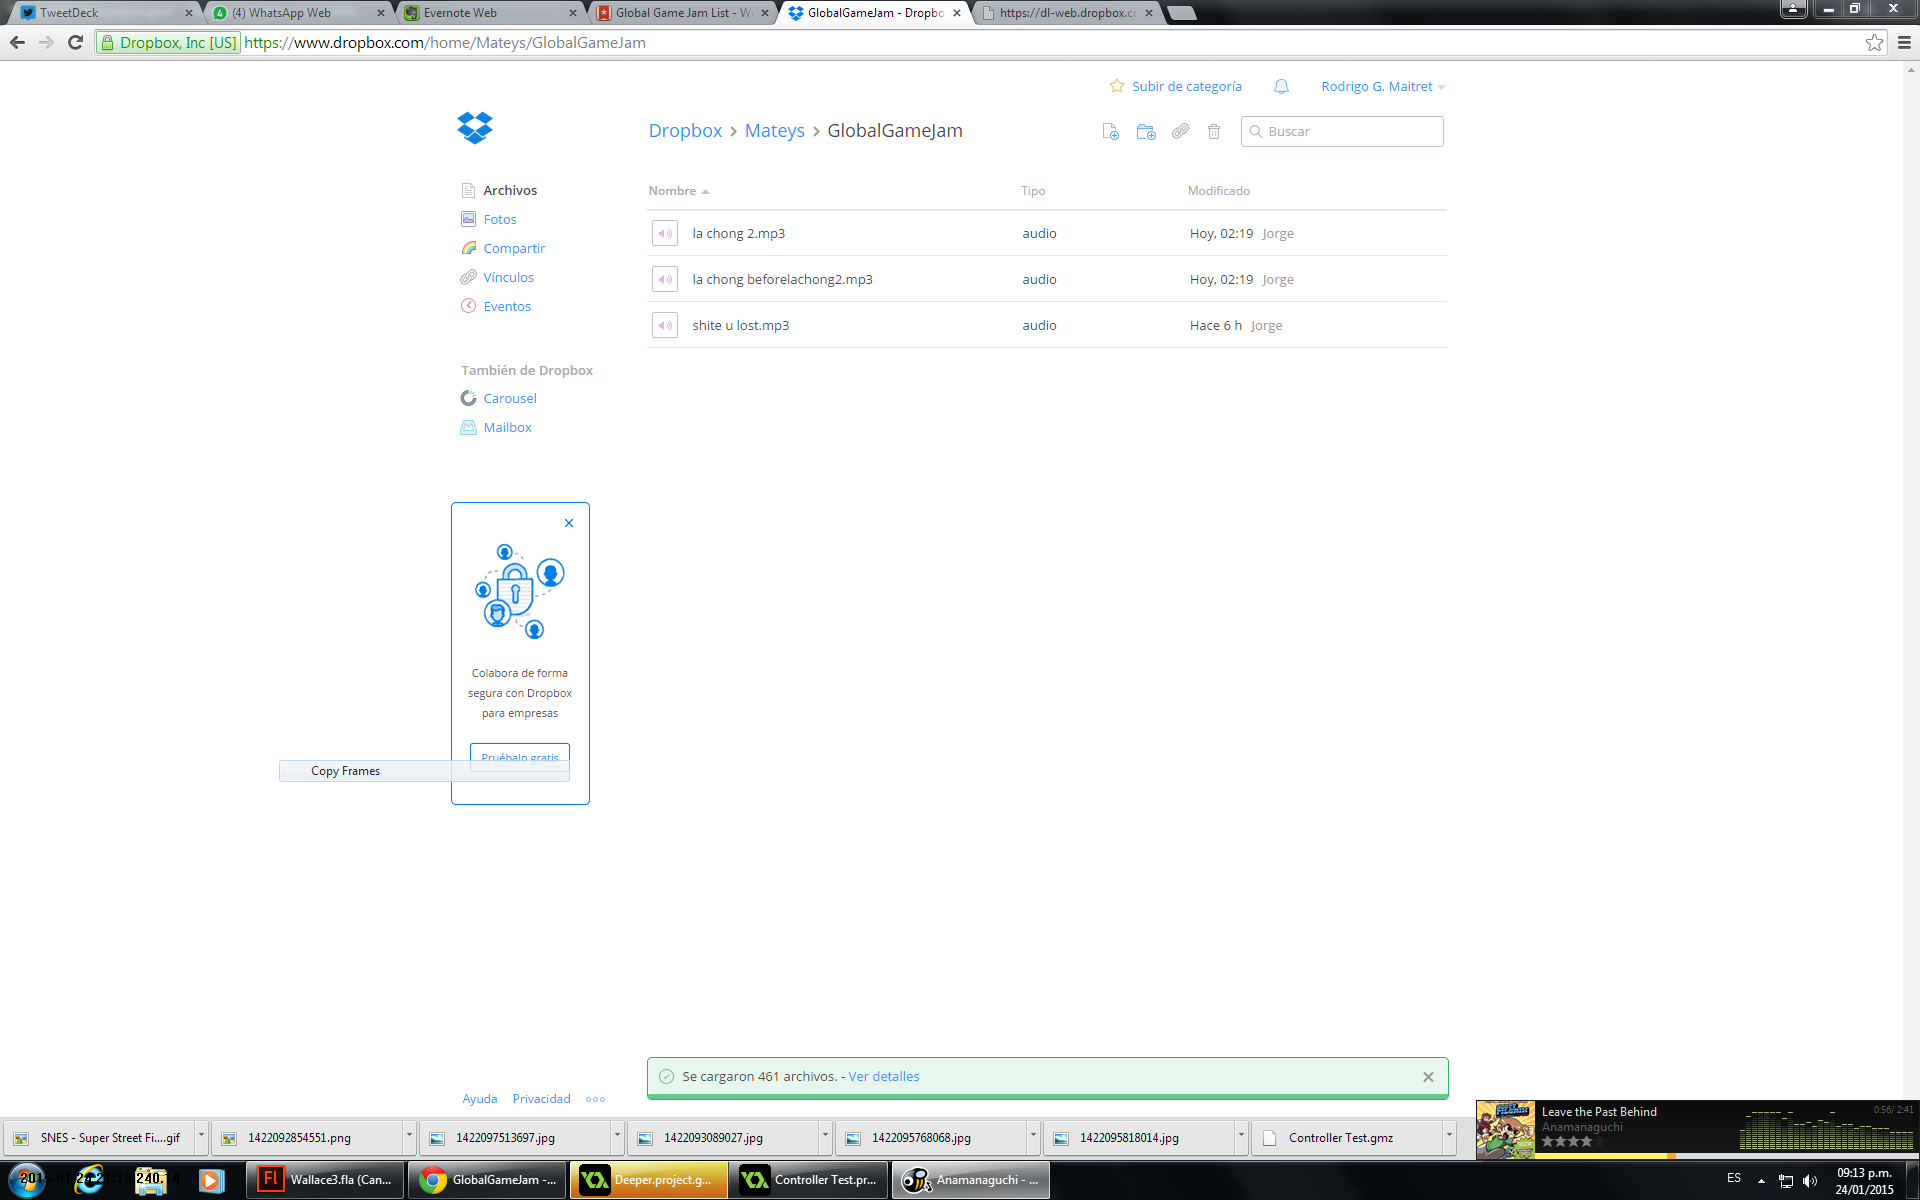 TweetDeck
(4) WhatsApp Web
Evernote Web
Global Game Jam List - W
GlobalGameJam - Dropbo
https://dl-web.dropbox.c
Dropbox, Inc [US] https://www.dropbox.com/home/Mateys/GlobalGameJam
Subir de categoría
Rodrigo G. Maitret
Dropbox › Mateys › GlobalGameJam
Buscar
Archivos
Fotos
Compartir
Vínculos
Eventos
También de Dropbox
Carousel
Mailbox
Nombre Tipo Modificado
la chong 2.mp3 audio Hoy, 02:19 Jorge
la chong beforelachong2.mp3 audio Hoy, 02:19 Jorge
shite u lost.mp3 audio Hace 6 h Jorge
Colabora de forma
segura con Dropbox
para empresas
Pruébalo gratis
Copy Frames
Se cargaron 461 archivos. - Ver detalles
Ayuda Privacidad
SNES - Super Street Fi....gif
1422092854551.png
1422097513697.jpg
1422093089027.jpg
1422095768068.jpg
1422095818014.jpg
Controller Test.gmz
Leave the Past Behind
Anamanaguchi
0:56/ 2:41
Wallace3.fla (Can...
GlobalGameJam -...
Deeper.project.g...
Controller Test.pr...
Anamanaguchi - ...
ES
09:13 p.m.
24/01/2015